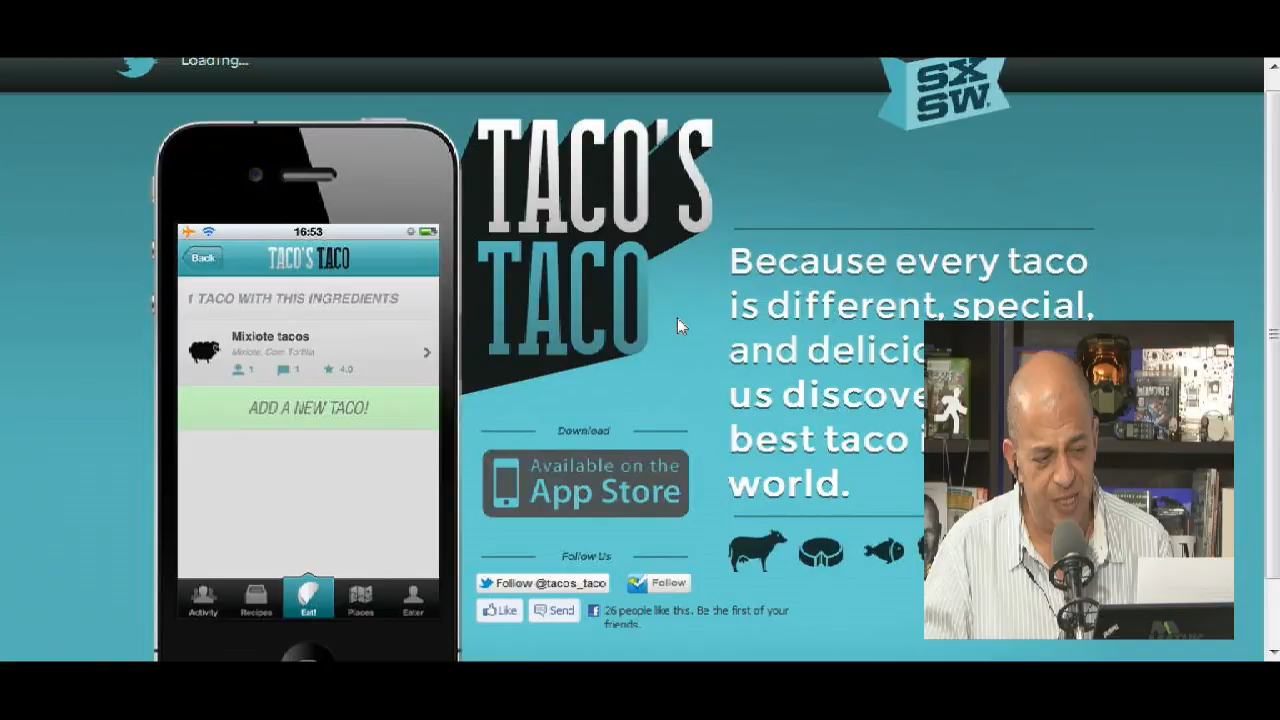 Loading...
SX
SW
TACO'S
TACO
16:53
Back
TACO'S TACO
1 TACO WITH THIS INGREDIENTS
Mixiote tacos
Mixiote, Corn Tortilla
1 1 4.0
ADD A NEW TACO!
Activity Recipes Eat! Places Eater
Because every taco
is different, special,
and delicio
us discove
best taco i
world.
Download
Available on the
App Store
Follow Us
Follow @tacos_taco
Follow
Like Send 26 people like this. Be the first of your
friends.